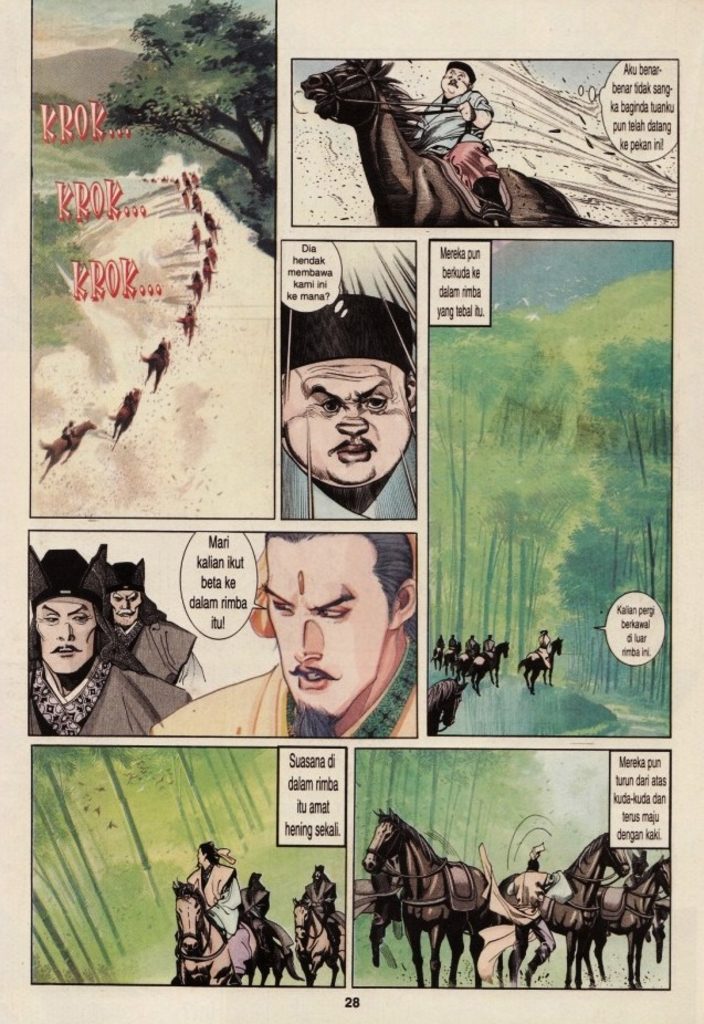 KROK...
KROK...
KROK...
Aku benar-
benar tidak sang-
ka baginda tuanku
pun telah datang
ke pekan ini!
Dia
hendak
membawa
kami ini
ke mana?
Mereka pun
berkuda ke
dalam rimba
yang tebal itu.
Mari
kalian ikut
beta ke
dalam rimba
itu!
Kalian pergi
berkawal
di luar
rimba ini.
Suasana di
dalam rimba
itu amat
hening sekali.
Mereka pun
turun dari atas
kuda-kuda dan
terus maju
dengan kaki.
28